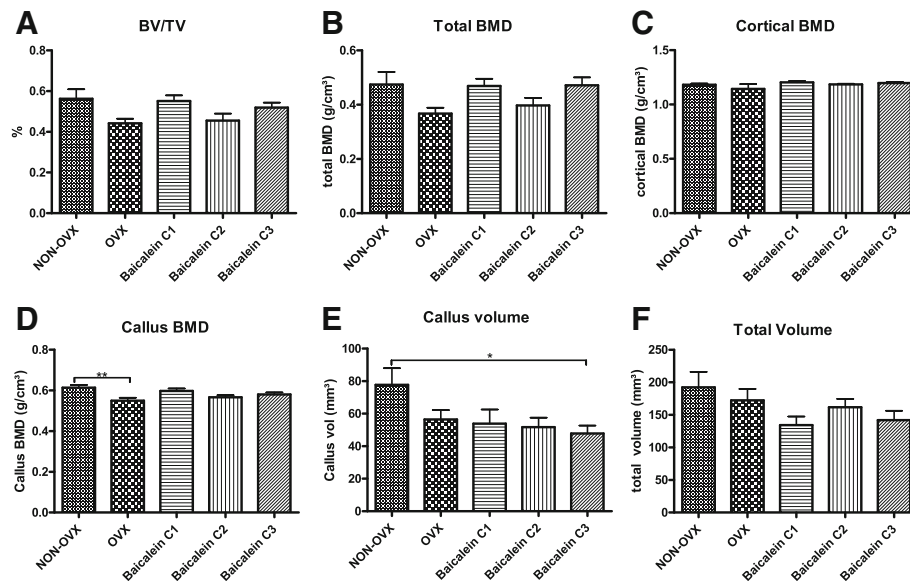 A
BV/TV
%
0.8
0.6
0.4
0.2
0.0
NON-OVX
OVX
Baicalein C1
Baicalein C2
Baicalein C3
B
Total BMD
total BMD (g/cm³)
0.6
0.4
0.2
0.0
NON-OVX
OVX
Baicalein C1
Baicalein C2
Baicalein C3
C
Cortical BMD
cortical BMD (g/cm³)
1.5
1.0
0.5
0.0
NON-OVX
OVX
Baicalein C1
Baicalein C2
Baicalein C3
D
Callus BMD
Callus BMD (g/cm³)
0.8
0.6
0.4
0.2
0.0
**
NON-OVX
OVX
Baicalein C1
Baicalein C2
Baicalein C3
E
Callus volume
Callus vol (mm³)
100
80
60
40
20
0
*
NON-OVX
OVX
Baicalein C1
Baicalein C2
Baicalein C3
F
Total Volume
total volume (mm³)
250
200
150
100
50
0
NON-OVX
OVX
Baicalein C1
Baicalein C2
Baicalein C3